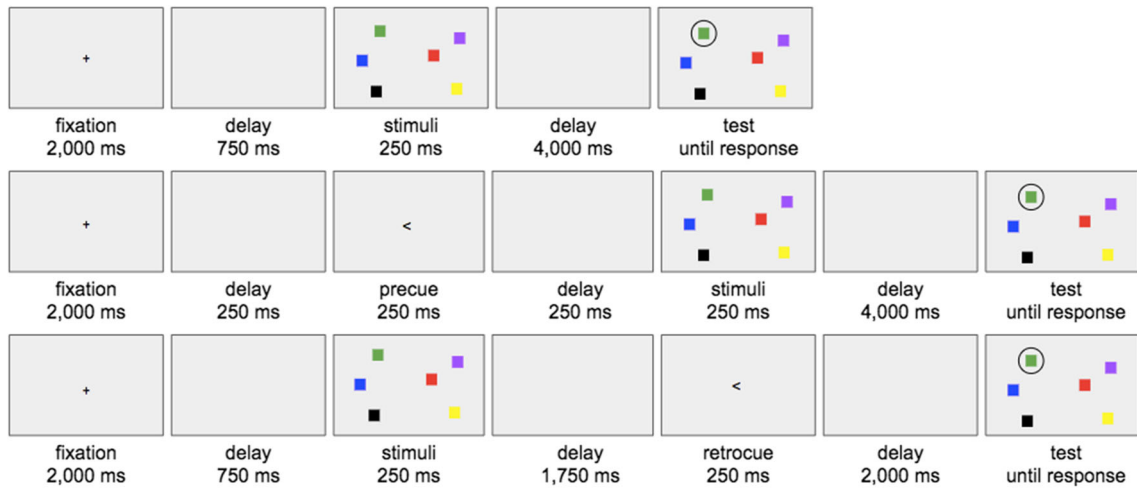 +
fixation delay stimuli delay test
2,000 ms 750 ms 250 ms 4,000 ms until response
+ <
fixation delay precue delay stimuli delay test
2,000 ms 250 ms 250 ms 250 ms 250 ms 4,000 ms until response
+ <
fixation delay stimuli delay retrocue delay test
2,000 ms 750 ms 250 ms 1,750 ms 250 ms 2,000 ms until response